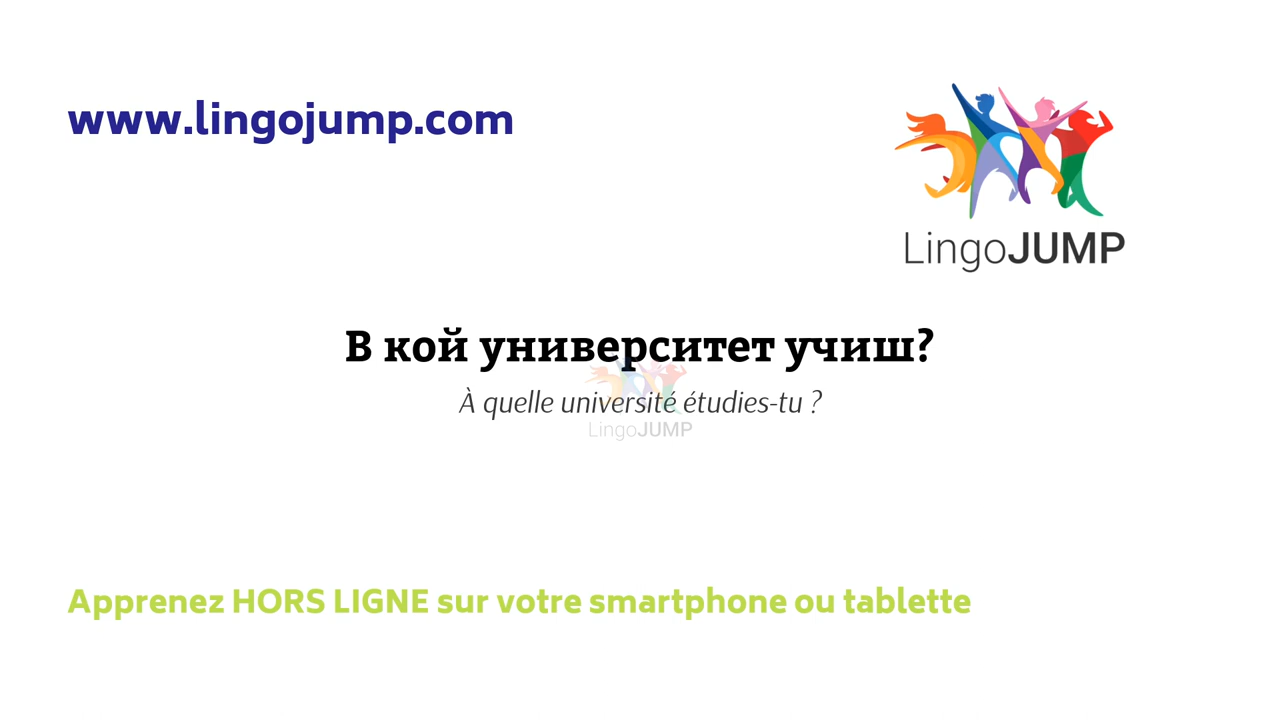 www.lingojump.com
LingoJUMP
В кой университет учиш?
À quelle université étudies-tu ?
LingoJUMP
Apprenez HORS LIGNE sur votre smartphone ou tablette